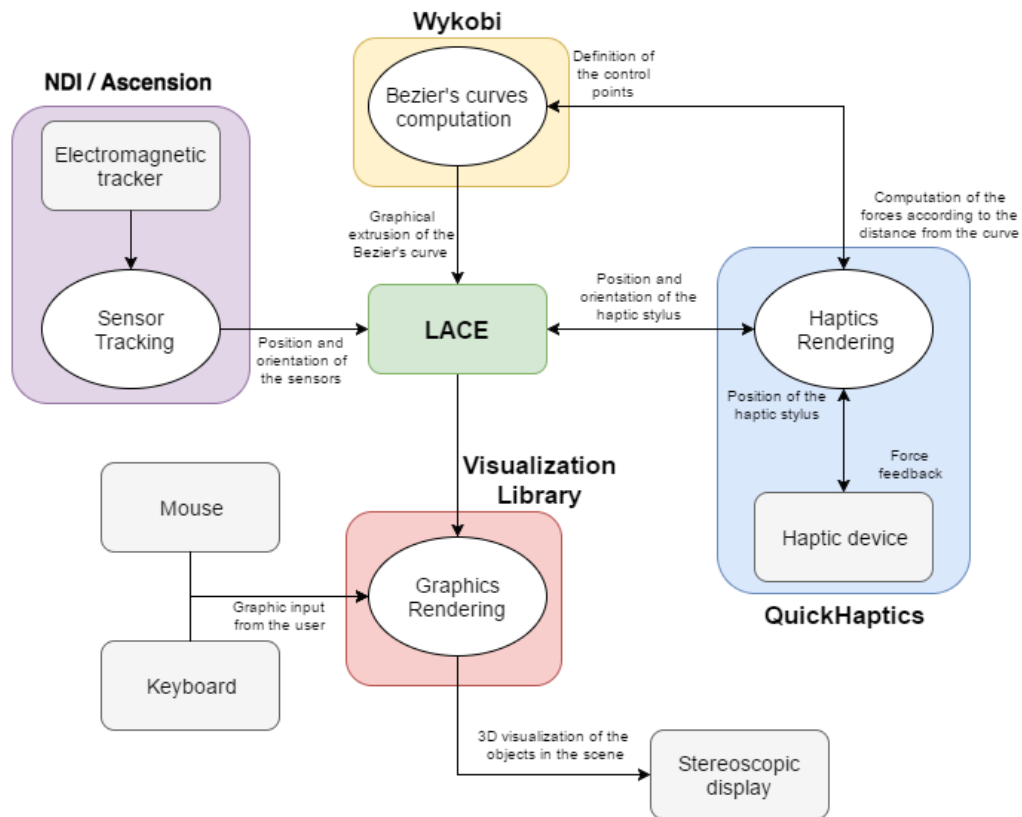 Wykobi
NDI / Ascension
Definition of
the control
points
Bezier's curves
computation
Electromagnetic
tracker
Graphical
extrusion of the
Bezier's curve
Computation of the
forces according to the
distance from the curve
Sensor
Tracking
Position and
orientation of
the sensors
LACE
Position and
orientation of the
haptic stylus
Haptics
Rendering
Position of the
haptic stylus
Force
feedback
Haptic device
QuickHaptics
Visualization
Library
Mouse
Graphics
Rendering
Graphic input
from the user
Keyboard
3D visualization of the
objects in the scene
Stereoscopic
display